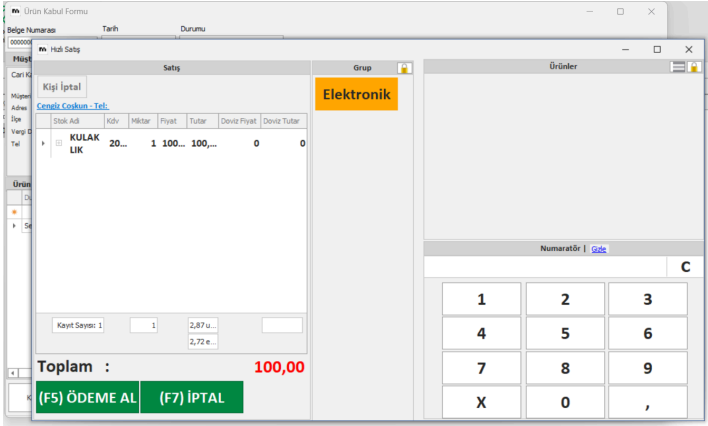 Ürün Kabul Formu
Belge Numarası Tarih Durumu
Hızlı Satış
Satış Grup Ürünler
Kişi İptal
Elektronik
Cengiz Coşkun - Tel:
Stok Adi Kdv Miktar Fiyat Tutar Doviz Fiyat Doviz Tutar
KULAK
LIK 20... 1 100... 100,... 0 0
Müşt
Cari K
Müşteri
Adres
İlçe
Vergi D
Tel
Ürün
Se
Kayıt Sayısı: 1 1 2,87 u...
2,72 e...
Toplam : 100,00
(F5) ÖDEME AL (F7) İPTAL
Numaratör | Gizle
C
1 2 3
4 5 6
7 8 9
X 0 ,